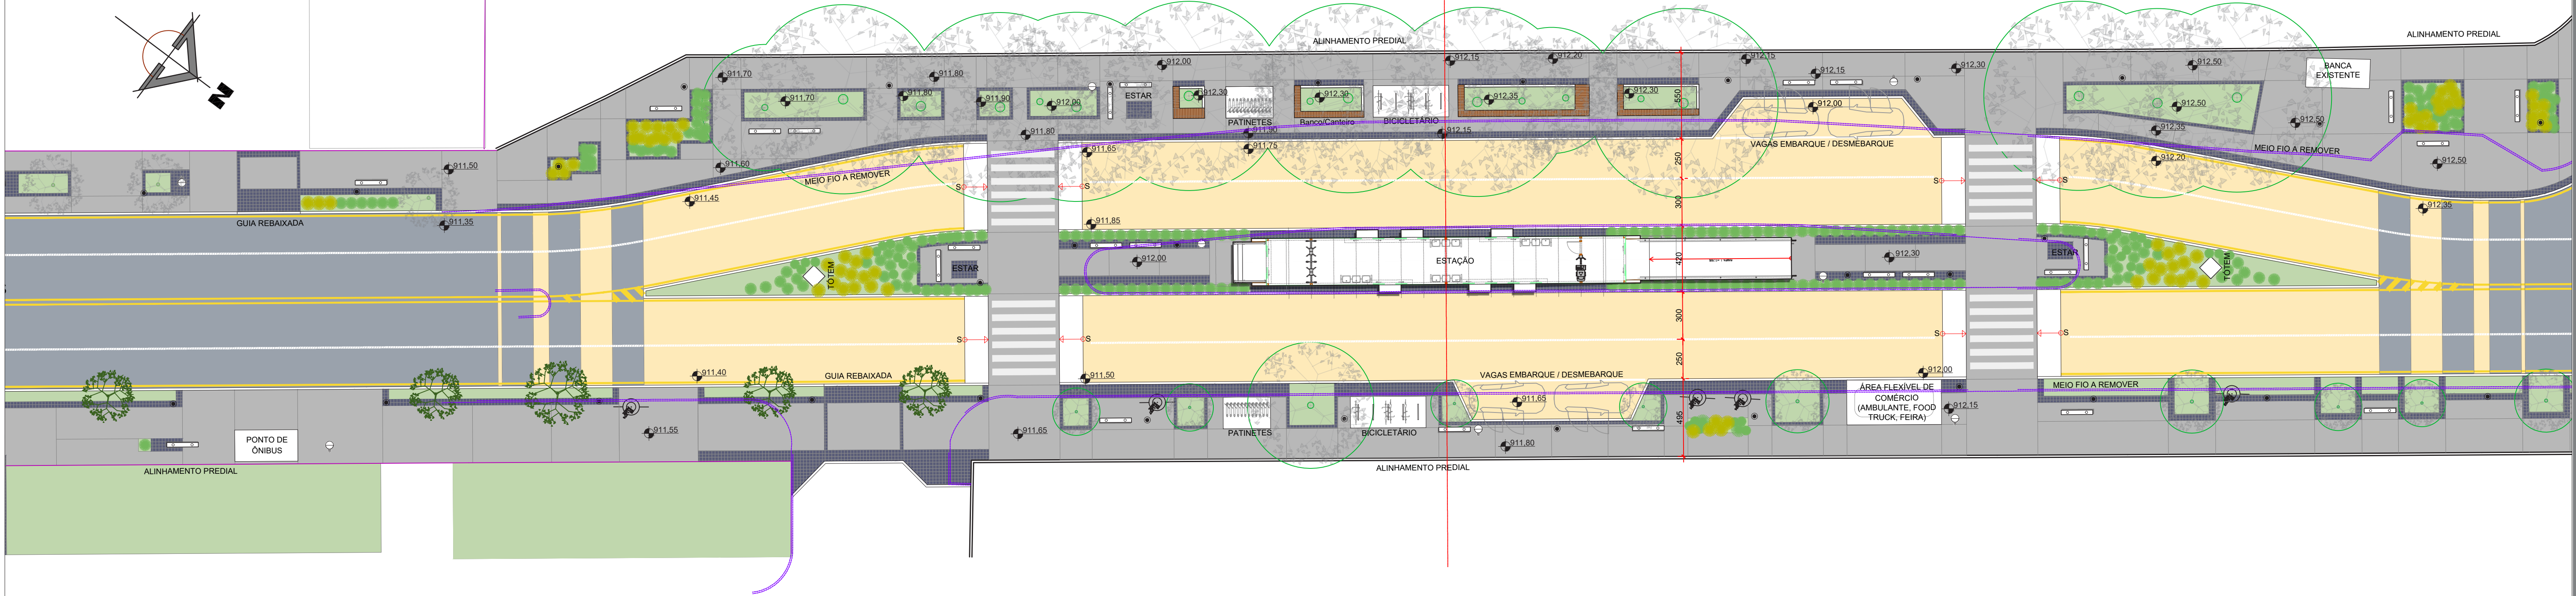 N
ALINHAMENTO PREDIAL
ALINHAMENTO PREDIAL
912,00
912,15
912,20
912,15
912,15
912,30
912,50
BANCA
EXISTENTE
911,70
911,80
911,70
911,80
911,90
912,00
ESTAR
912,30
912,30
912,35
912,30
550
912,00
912,50
912,50
PATINETES
Banco/Canteiro
BICICLETÁRIO
911,80
911,90
912,15
912,35
911,65
911,75
250
VAGAS EMBARQUE / DESMEBARQUE
MEIO FIO A REMOVER
912,20
912,50
911,50
911,60
MEIO FIO A REMOVER
S
S
S
S
911,45
300
912,35
GUIA REBAIXADA
911,35
911,85
TÓTEM
ESTAR
912,00
ESTAÇÃO
420
912,30
ESTAR
TÓTEM
300
S
S
S
S
250
911,40
GUIA REBAIXADA
911,50
VAGAS EMBARQUE / DESMEBARQUE
912,00
MEIO FIO A REMOVER
ÁREA FLEXÍVEL DE
COMÉRCIO
(AMBULANTE, FOOD
TRUCK, FEIRA)
912,15
911,65
495
PONTO DE
ÔNIBUS
911,55
911,65
PATINETES
BICICLETÁRIO
911,80
ALINHAMENTO PREDIAL
ALINHAMENTO PREDIAL